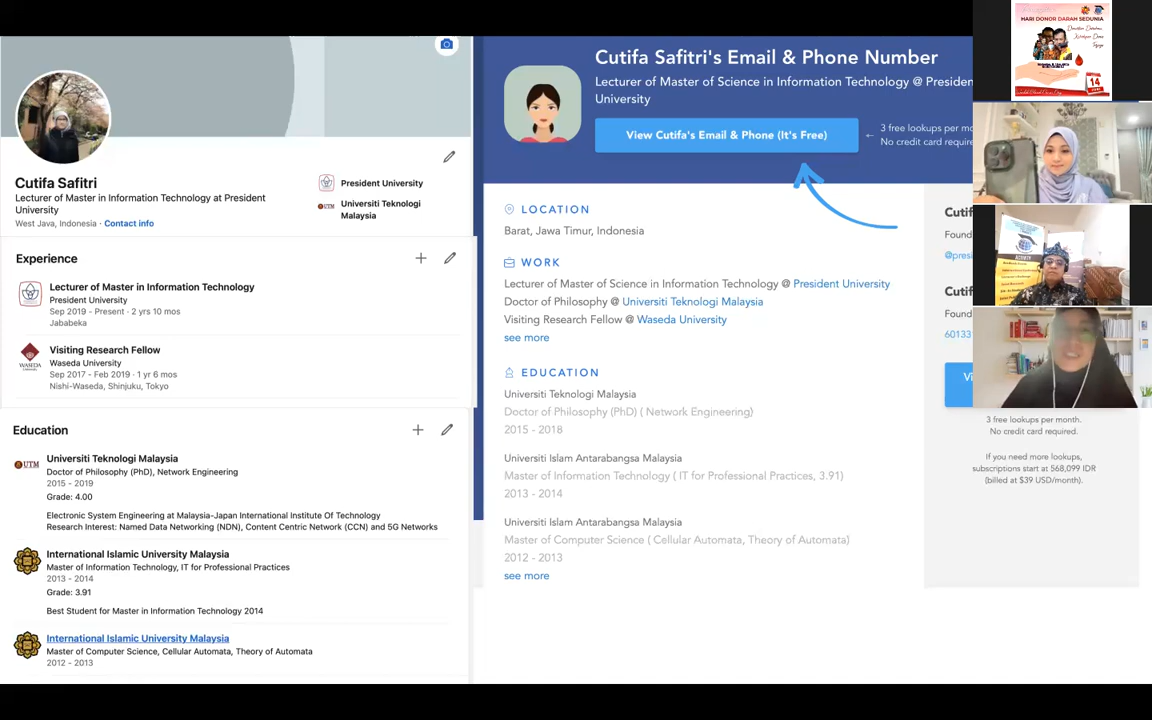 Cutifa Safitri
Lecturer of Master in Information Technology at President
University
West Java, Indonesia · Contact info
President University
Universiti Teknologi
Malaysia
Experience
Lecturer of Master in Information Technology
President University
Sep 2019 - Present · 2 yrs 10 mos
Jababeka
Visiting Research Fellow
Waseda University
Sep 2017 - Feb 2019 · 1 yr 6 mos
Nishi-Waseda, Shinjuku, Tokyo
WASEDA
Education
UTM
Universiti Teknologi Malaysia
Doctor of Philosophy (PhD), Network Engineering
2015 - 2019
Grade: 4.00
Electronic System Engineering at Malaysia-Japan International Institute Of Technology
Research Interest: Named Data Networking (NDN), Content Centric Network (CCN) and 5G Networks
International Islamic University Malaysia
Master of Information Technology, IT for Professional Practices
2013 - 2014
Grade: 3.91
Best Student for Master in Information Technology 2014
International Islamic University Malaysia
Master of Computer Science, Cellular Automata, Theory of Automata
2012 - 2013
Cutifa Safitri's Email & Phone Number
Lecturer of Master of Science in Information Technology @ Presiden
University
View Cutifa's Email & Phone (It's Free)
← 3 free lookups per mo
No credit card require
LOCATION
Barat, Jawa Timur, Indonesia
WORK
Lecturer of Master of Science in Information Technology @ President University
Doctor of Philosophy @ Universiti Teknologi Malaysia
Visiting Research Fellow @ Waseda University
see more
EDUCATION
Universiti Teknologi Malaysia
Doctor of Philosophy (PhD) ( Network Engineering)
2015 - 2018
Universiti Islam Antarabangsa Malaysia
Master of Information Technology ( IT for Professional Practices, 3.91)
2013 - 2014
Universiti Islam Antarabangsa Malaysia
Master of Computer Science ( Cellular Automata, Theory of Automata)
2012 - 2013
see more
Cutif
Found
@pres
Cutif
Found
60133
Vi
3 free lookups per month.
No credit card required.
If you need more lookups,
subscriptions start at 568,099 IDR
(billed at $39 USD/month).
HARI DONOR DARAH SEDUNIA
14